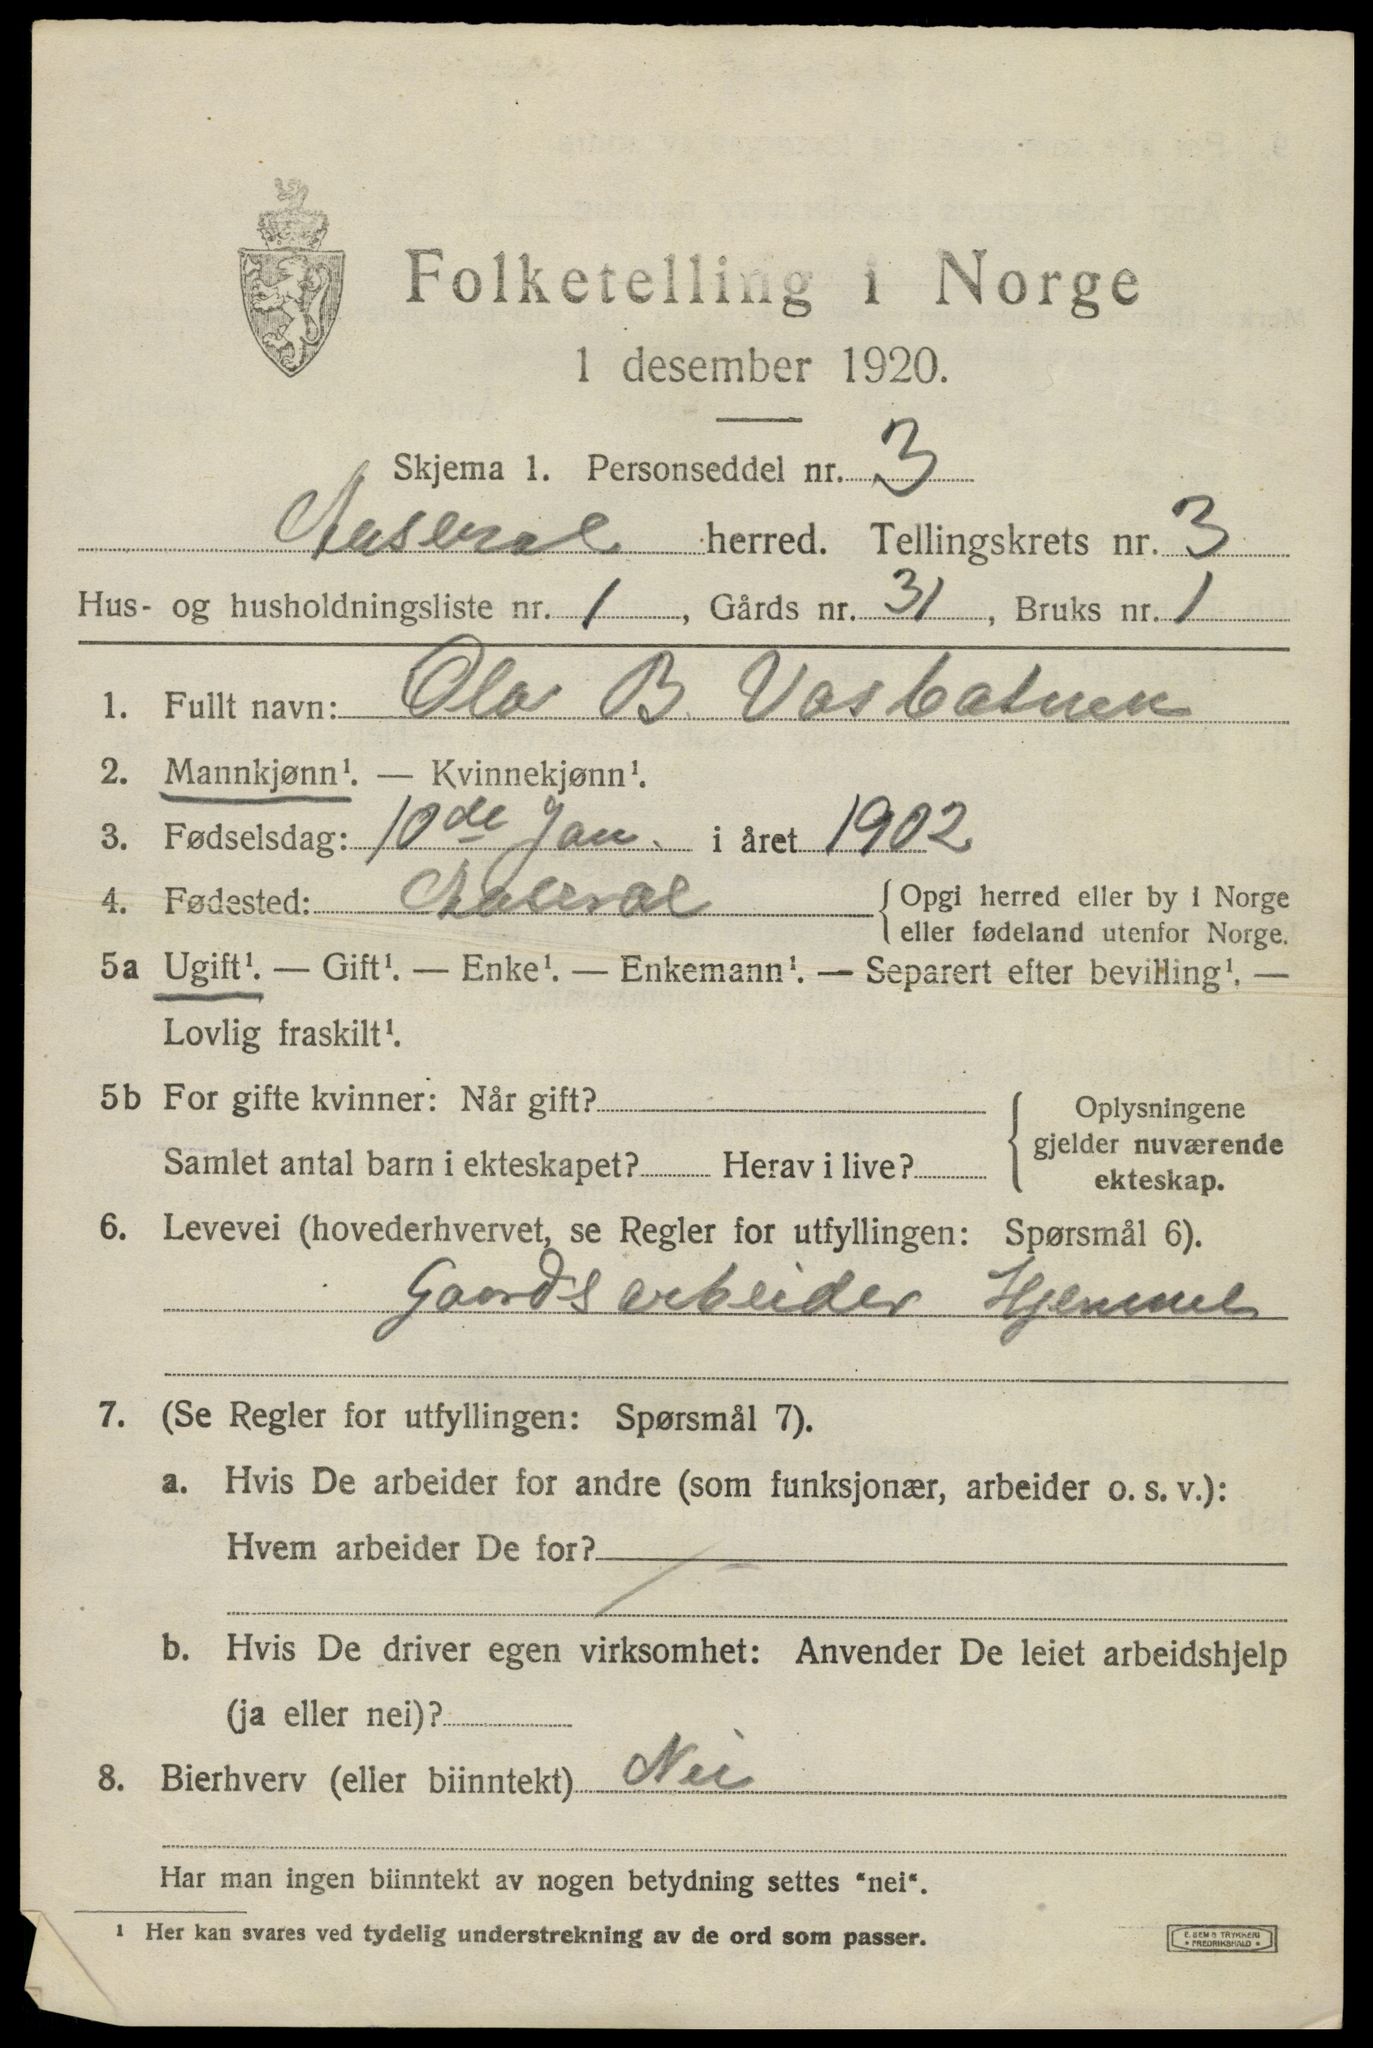 Folketelling i Norge
1 desember 1920.
Skjema 1. Personseddel nr. 3
Aaseral herred. Tellingskrets nr. 3
Hus- og husholdningsliste nr. 1, Gårds nr. 31, Bruks nr. 1
1. Fullt navn: Ola B. Vasbotnen
2. Mannkjønn¹. — Kvinnekjønn¹.
3. Fødselsdag: 10de Jan. i året 1902
4. Fødested: Aaseral {Opgi herred eller by i Norge
eller fødeland utenfor Norge.
5a Ugift¹. — Gift¹. — Enke¹. — Enkemann¹. — Separert efter bevilling¹. —
Lovlig fraskilt¹.
5b For gifte kvinner: Når gift?
Samlet antal barn i ekteskapet? Herav i live?
{Oplysningene
gjelder nuværende
ekteskap.
6. Levevei (hovederhvervet, se Regler for utfyllingen: Spørsmål 6).
Gaardsarbeider Hjemme
7. (Se Regler for utfyllingen: Spørsmål 7).
a. Hvis De arbeider for andre (som funksjonær, arbeider o. s. v.):
Hvem arbeider De for?
b. Hvis De driver egen virksomhet: Anvender De leiet arbeidshjelp
(ja eller nei)?
8. Bierhverv (eller biinntekt) Nei
Har man ingen biinntekt av nogen betydning settes "nei".
¹ Her kan svares ved tydelig understrekning av de ord som passer.
E. SEM'S TRYKKERI
• FREDRIKSHALD •